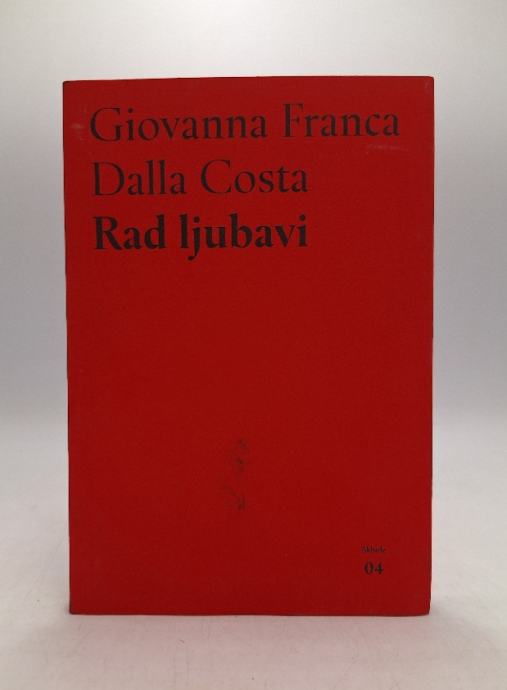 Giovanna Franca
Dalla Costa
Rad ljubavi
04